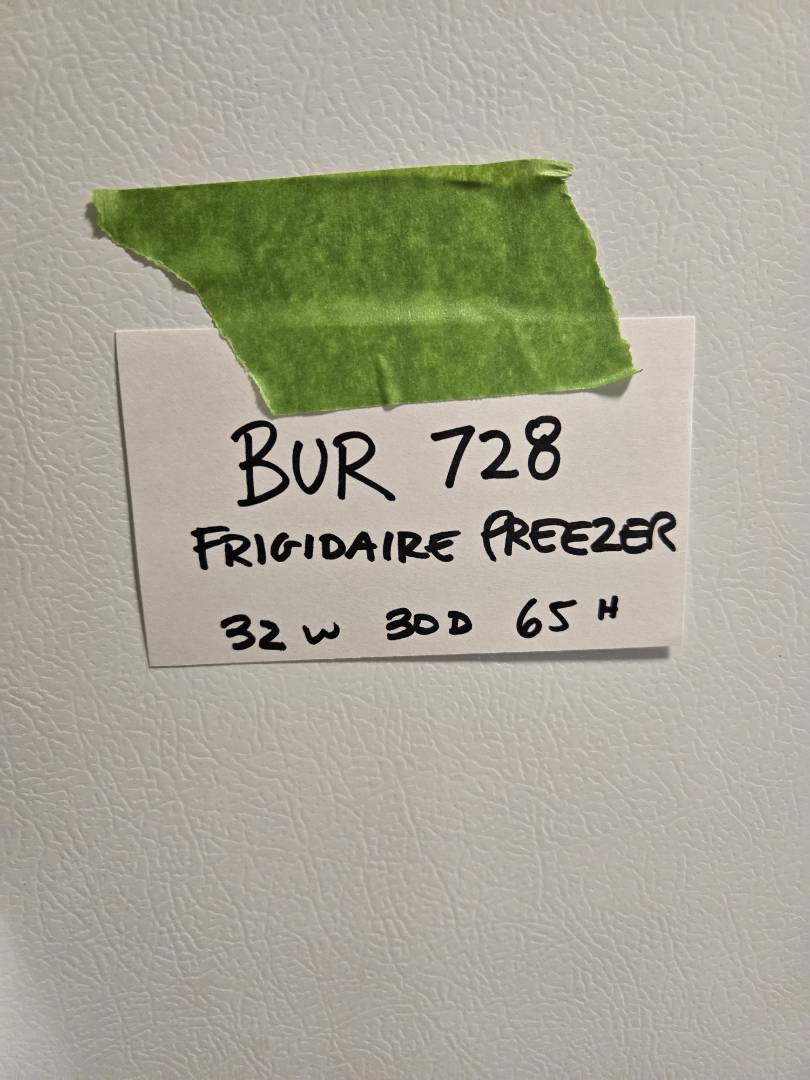 BUR 728
FRIGIDAIRE FREEZER
32 W 30 D 65 H